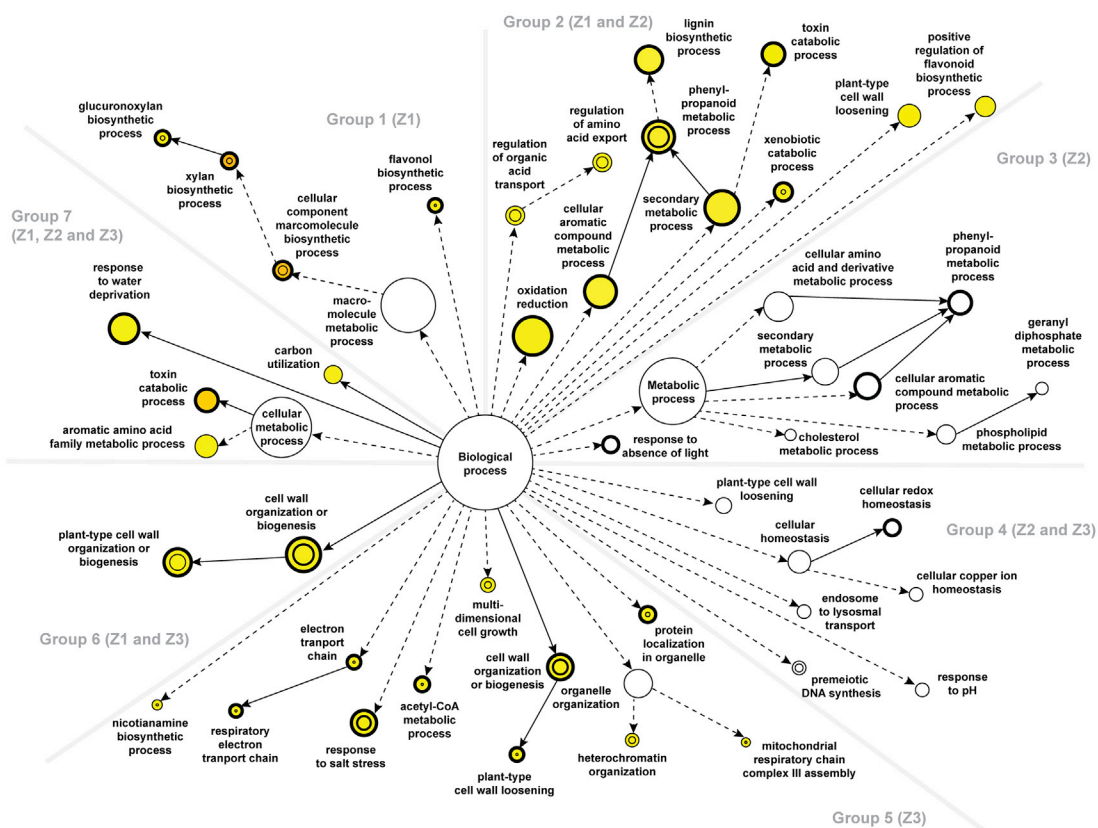 Group 2 (Z1 and Z2)
lignin
biosynthetic
process
toxin
catabolic process
positive
regulation of
flavonoid
biosynthetic
process
plant-type
cell wall
loosening
phenyl-
propanoid
metabolic
process
regulation
of amino
acid export
regulation
of organic
acid
transport
xenobiotic
catabolic
process
secondary
metabolic
process
cellular
aromatic
compound
metabolic
process
oxidation
reduction
Group 1 (Z1)
glucuronoxylan
biosynthetic
process
xylan
biosynthetic
process
flavonol
biosynthetic
process
cellular
component
marcomolecule
biosynthetic
process
macro-
molecule
metabolic
process
Group 3 (Z2)
cellular amino
acid and derivative
metabolic process
phenyl-
propanoid
metabolic
process
secondary
metabolic
process
geranyl
diphosphate
metabolic
process
Metabolic
process
cellular aromatic
compound metabolic
process
cholesterol
metabolic process
phospholipid
metabolic process
response to
absence of light
Group 7
(Z1, Z2 and Z3)
response
to water
deprivation
carbon
utilization
toxin
catabolic
process
cellular
metabolic
process
aromatic amino acid
family metabolic process
Biological
process
plant-type cell wall
loosening
cellular redox
homeostasis
Group 4 (Z2 and Z3)
cellular
homeostasis
cellular copper ion
homeostasis
endosome
to lysosmal
transport
premeiotic
DNA synthesis
response
to pH
cell wall
organization or
biogenesis
plant-type cell wall
organization or
biogenesis
Group 6 (Z1 and Z3)
electron
tranport
chain
nicotianamine
biosynthetic
process
respiratory
electron
tranport chain
response
to salt stress
acetyl-CoA
metabolic
process
multi-
dimensional
cell growth
cell wall
organization
or biogenesis
plant-type
cell wall loosening
protein
localization
in organelle
organelle
organization
heterochromatin
organization
mitochondrial
respiratory chain
complex III assembly
Group 5 (Z3)